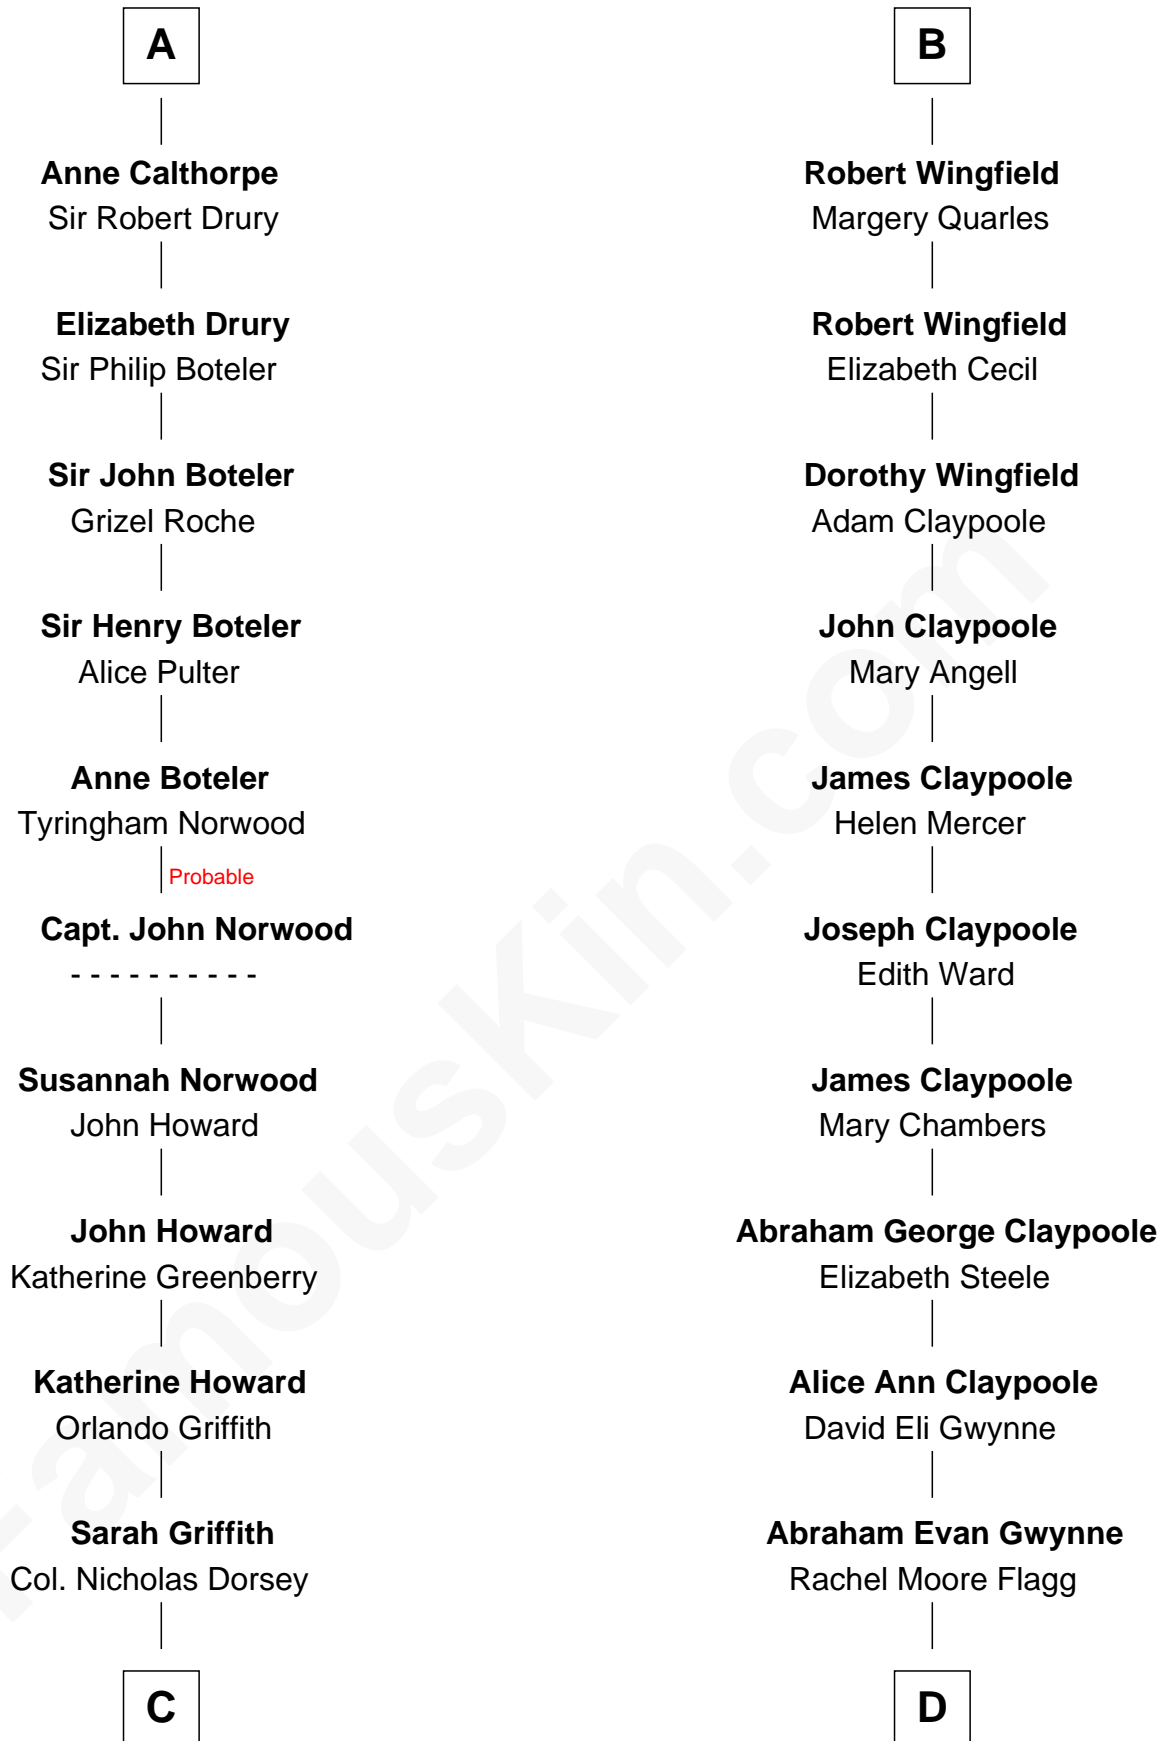 A
Anne Calthorpe
Sir Robert Drury
Elizabeth Drury
Sir Philip Boteler
Sir John Boteler
Grizel Roche
Sir Henry Boteler
Alice Pulter
Anne Boteler
Tyringham Norwood
Probable
Capt. John Norwood
- - - - - - - - - -
Susannah Norwood
John Howard
John Howard
Katherine Greenberry
Katherine Howard
Orlando Griffith
Sarah Griffith
Col. Nicholas Dorsey
C
B
Robert Wingfield
Margery Quarles
Robert Wingfield
Elizabeth Cecil
Dorothy Wingfield
Adam Claypoole
John Claypoole
Mary Angell
James Claypoole
Helen Mercer
Joseph Claypoole
Edith Ward
James Claypoole
Mary Chambers
Abraham George Claypoole
Elizabeth Steele
Alice Ann Claypoole
David Eli Gwynne
Abraham Evan Gwynne
Rachel Moore Flagg
D
FamousKin.com